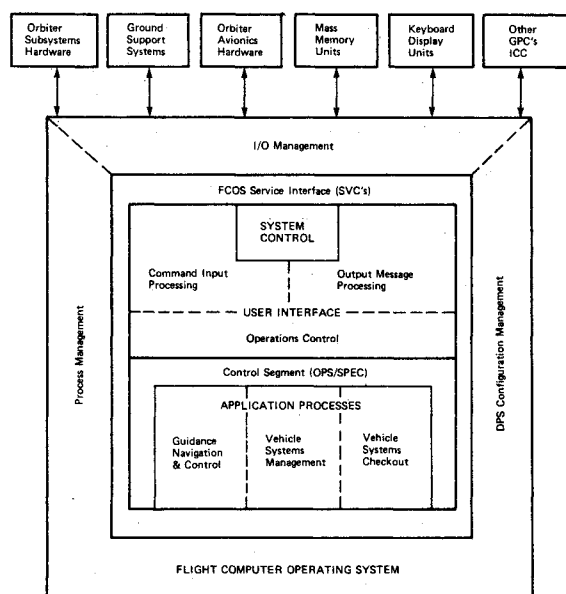 Orbiter
Subsystems
Hardware
Ground
Support
Systems
Orbiter
Avionics
Hardware
Mass
Memory
Units
Keyboard
Display
Units
Other
GPC's
ICC
I/O Management
FCOS Service Interface (SVC's)
SYSTEM
CONTROL
Command Input
Processing
Output Message
Processing
USER INTERFACE
Operations Control
Process Management
DPS Configuration Management
Control Segment (OPS/SPEC)
APPLICATION PROCESSES
Guidance
Navigation
& Control
Vehicle
Systems
Management
Vehicle
Systems
Checkout
FLIGHT COMPUTER OPERATING SYSTEM